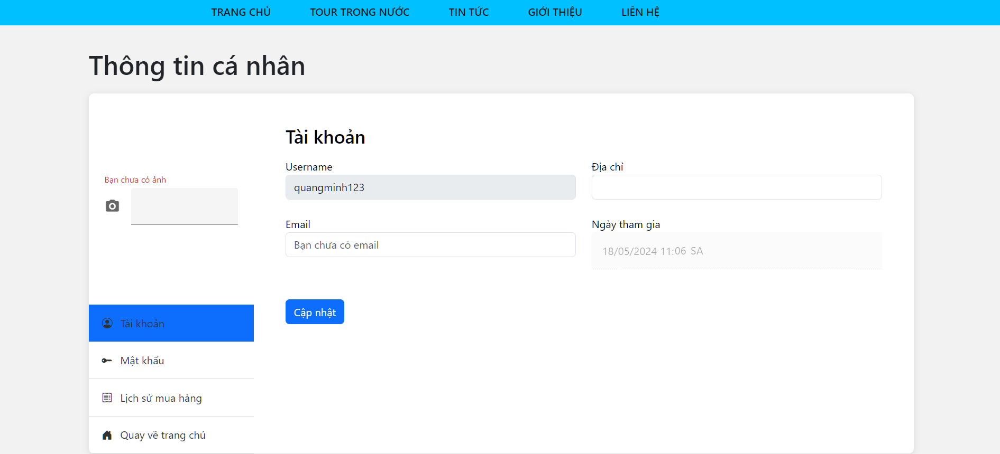 TRANG CHỦ TOUR TRONG NƯỚC TIN TỨC GIỚI THIỆU LIÊN HỆ
Thông tin cá nhân
Bạn chưa có ảnh
Tài khoản
Mật khẩu
Lịch sử mua hàng
Quay về trang chủ
Tài khoản
Username
quangminh123
Địa chỉ
Email
Bạn chưa có email
Ngày tham gia
18/05/2024 11:06 SA
Cập nhật